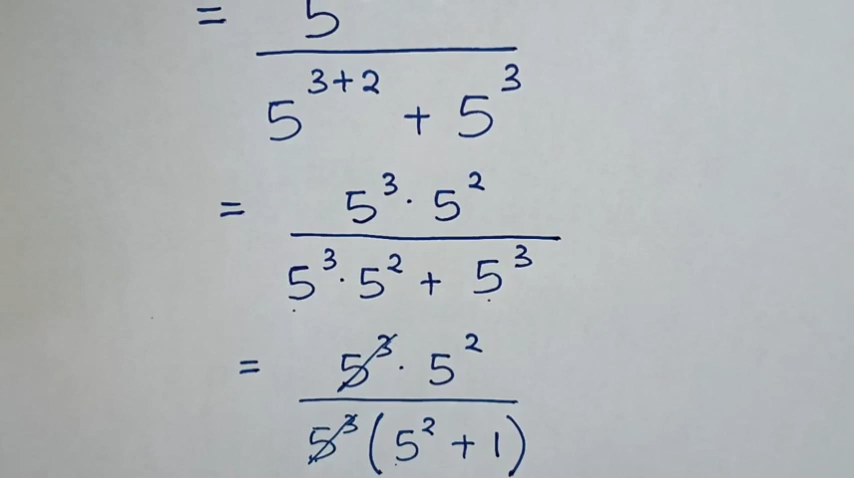 = 5
5^{3+2} + 5^3
= 5^3 · 5^2
5^3 · 5^2 + 5^3
= 5^3 · 5^2
5^3 (5^2 + 1)